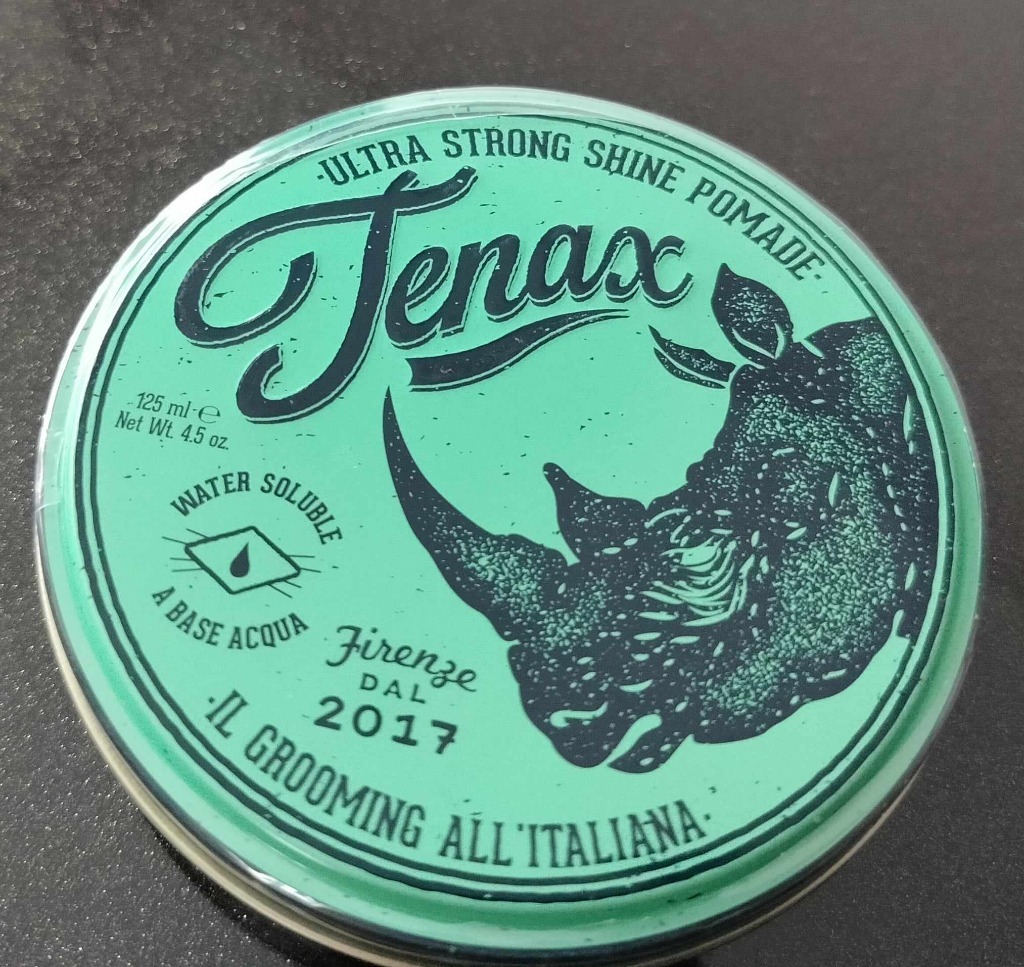 ·ULTRA STRONG SHINE POMADE·
Tenax
125 ml ℮
Net Wt. 4.5 oz.
WATER SOLUBLE
A BASE ACQUA
Firenze
DAL
2017
·IL GROOMING ALL'ITALIANA·